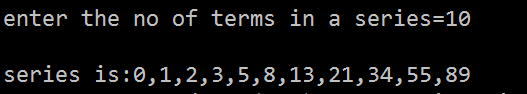 enter the no of terms in a series=10
series is:0,1,2,3,5,8,13,21,34,55,89